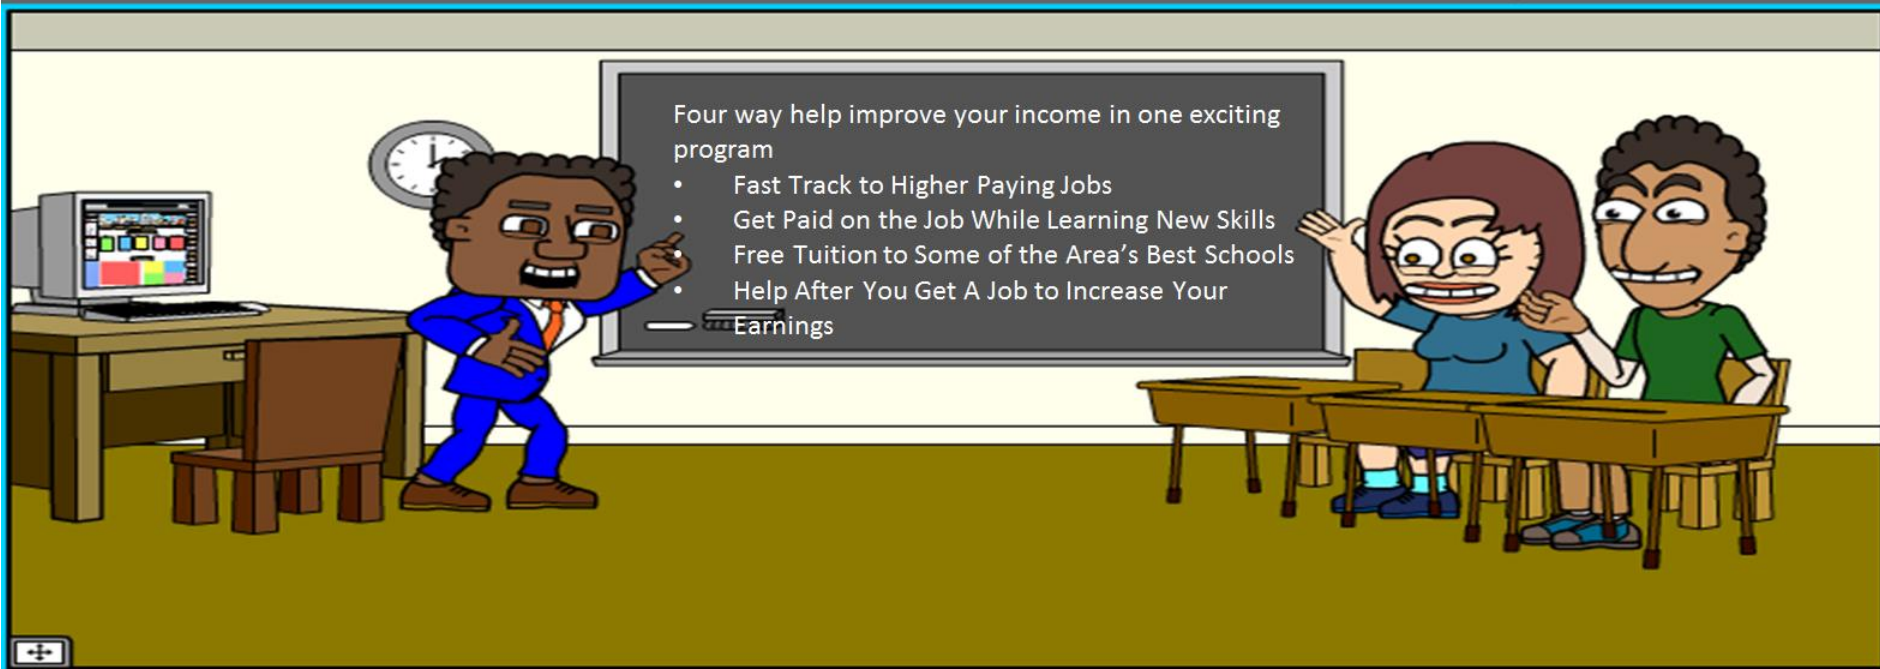 Four way help improve your income in one exciting
program
• Fast Track to Higher Paying Jobs
• Get Paid on the Job While Learning New Skills
• Free Tuition to Some of the Area's Best Schools
• Help After You Get A Job to Increase Your
Earnings